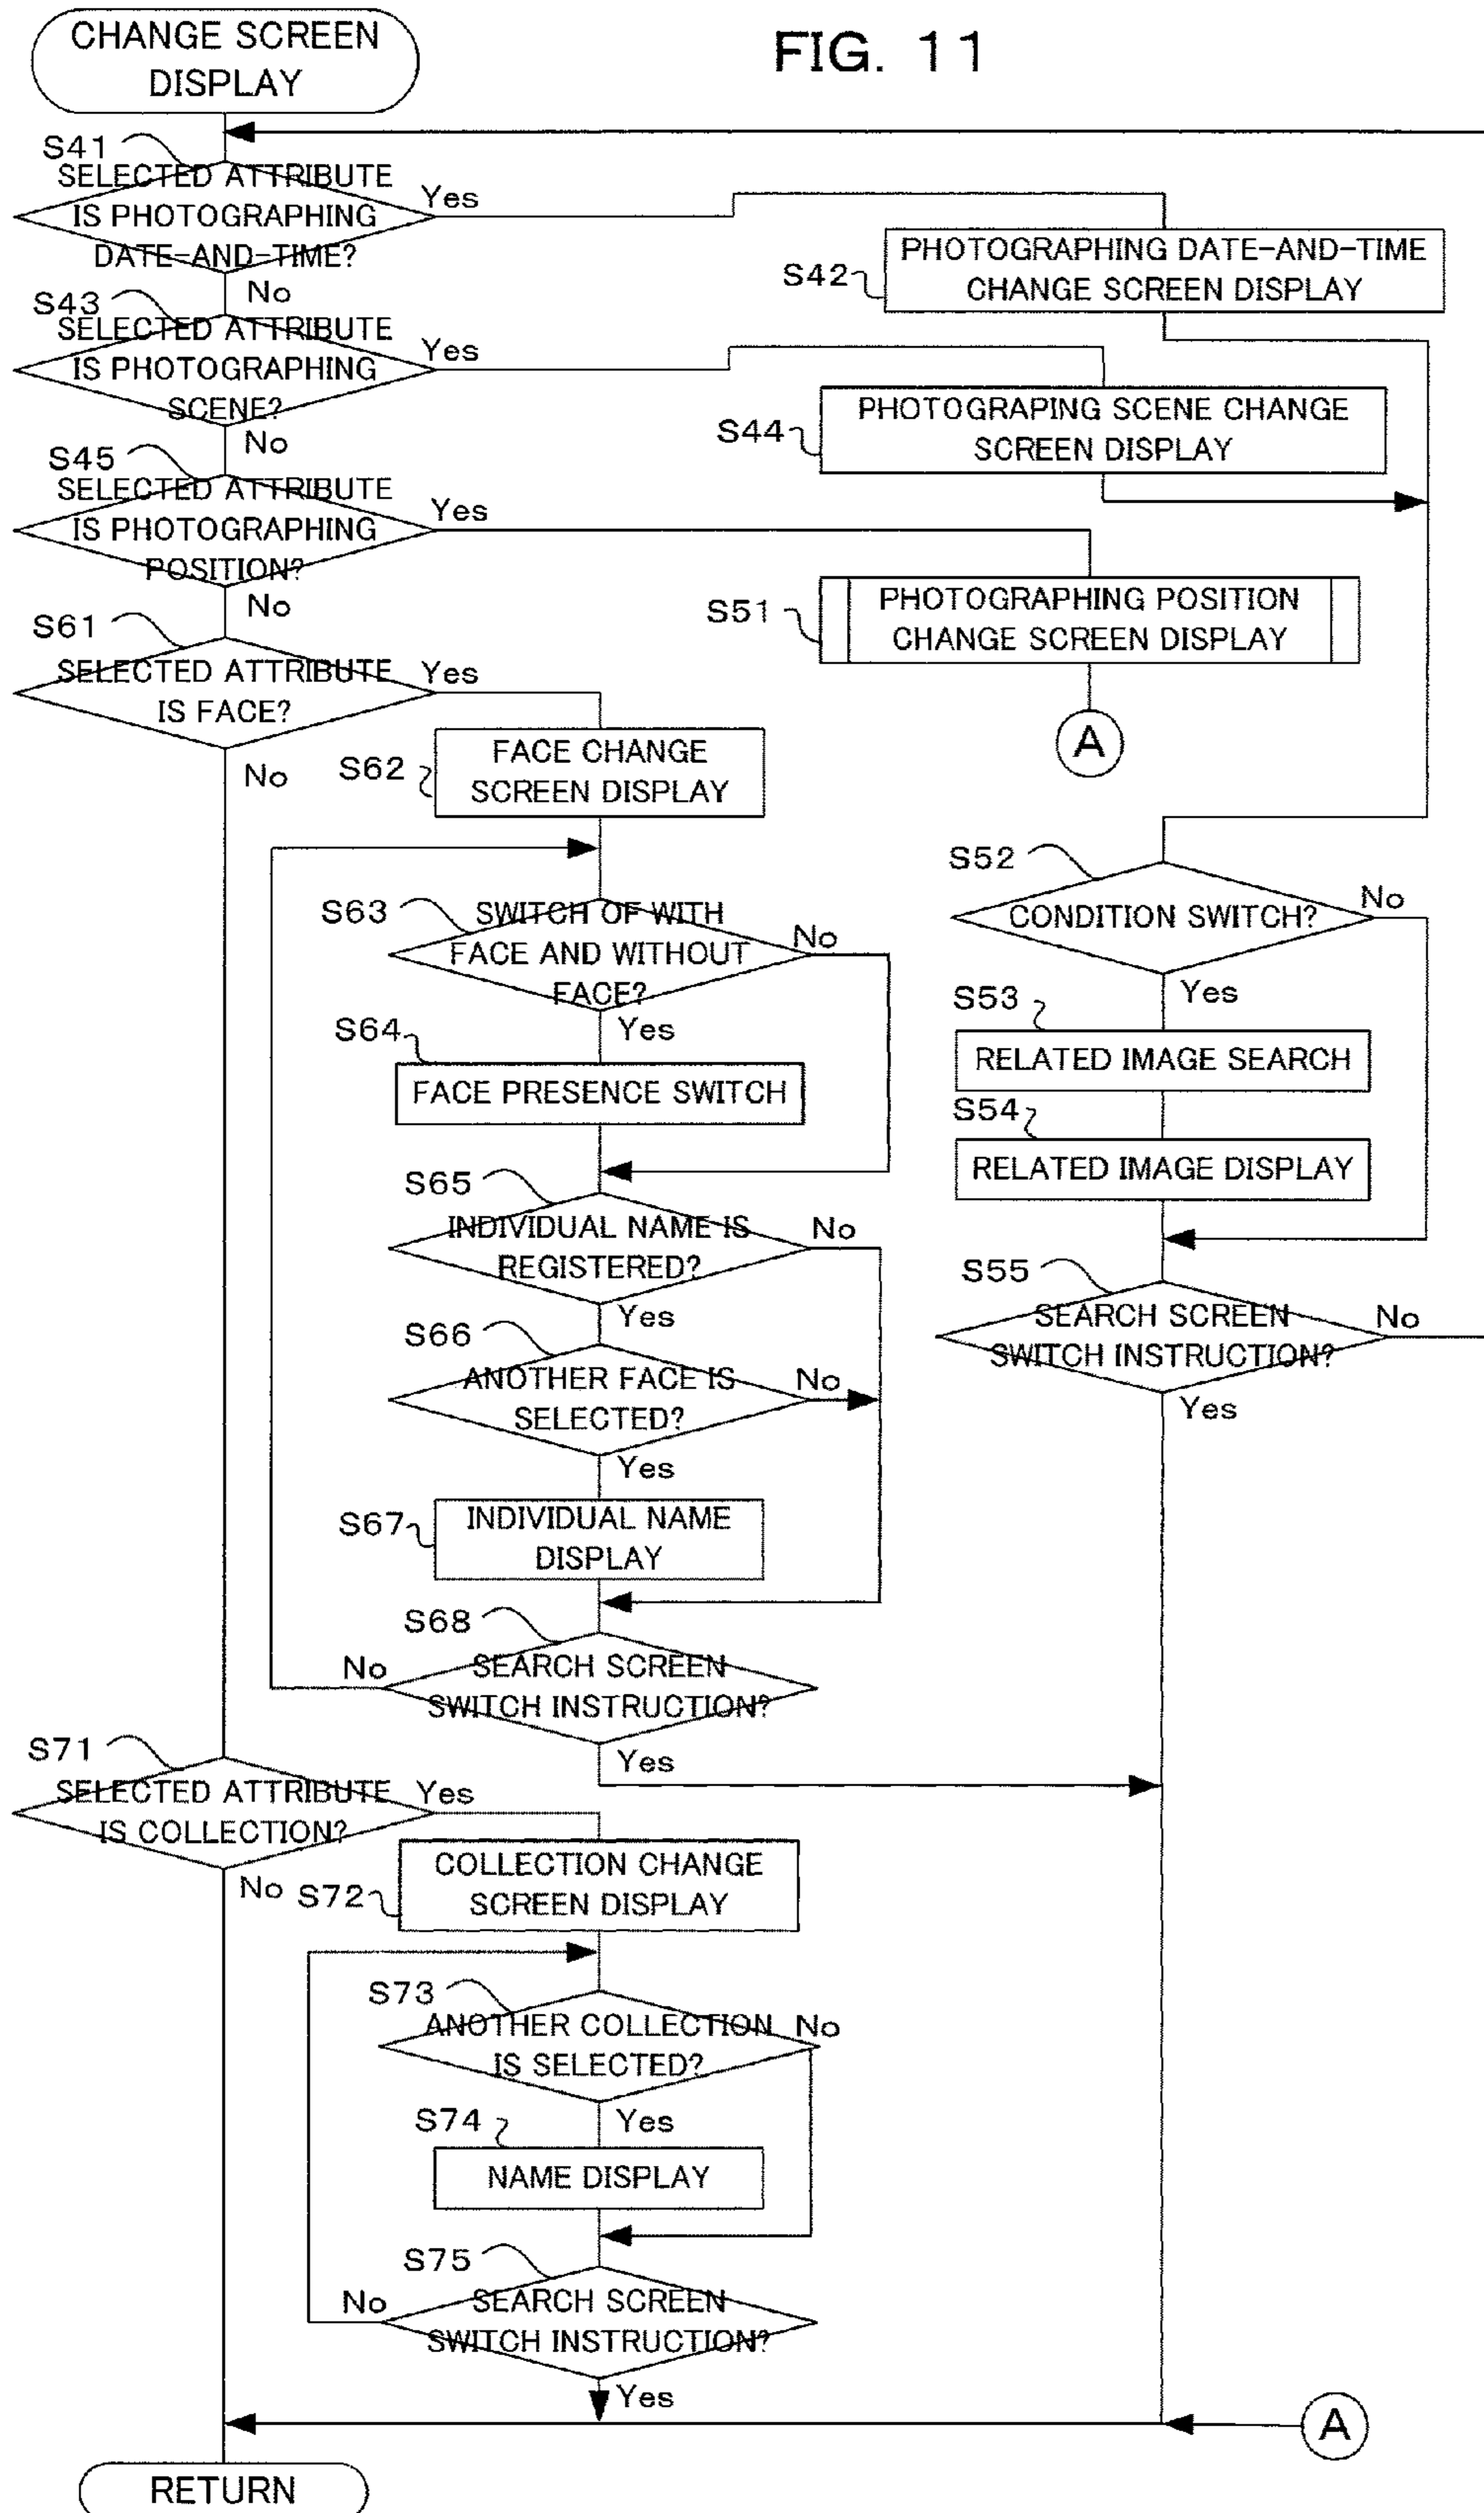 CHANGE SCREEN
DISPLAY
FIG. 11
S41
SELECTED ATTRIBUTE
IS PHOTOGRAPHING
DATE-AND-TIME?
Yes
No
S42
PHOTOGRAPHING DATE-AND-TIME
CHANGE SCREEN DISPLAY
S43
SELECTED ATTRIBUTE
IS PHOTOGRAPHING
SCENE?
Yes
No
S44
PHOTOGRAPING SCENE CHANGE
SCREEN DISPLAY
S45
SELECTED ATTRIBUTE
IS PHOTOGRAPHING
POSITION?
Yes
No
S51
PHOTOGRAPHING POSITION
CHANGE SCREEN DISPLAY
A
S61
SELECTED ATTRIBUTE
IS FACE?
Yes
No
S62
FACE CHANGE
SCREEN DISPLAY
S63
SWITCH OF WITH
FACE AND WITHOUT
FACE?
No
Yes
S64
FACE PRESENCE SWITCH
S65
INDIVIDUAL NAME IS
REGISTERED?
No
Yes
S66
ANOTHER FACE IS
SELECTED?
No
Yes
S67
INDIVIDUAL NAME
DISPLAY
S68
SEARCH SCREEN
SWITCH INSTRUCTION?
No
Yes
S52
CONDITION SWITCH?
No
Yes
S53
RELATED IMAGE SEARCH
S54
RELATED IMAGE DISPLAY
S55
SEARCH SCREEN
SWITCH INSTRUCTION?
No
Yes
S71
SELECTED ATTRIBUTE
IS COLLECTION?
Yes
No
S72
COLLECTION CHANGE
SCREEN DISPLAY
S73
ANOTHER COLLECTION
IS SELECTED?
No
Yes
S74
NAME DISPLAY
S75
SEARCH SCREEN
SWITCH INSTRUCTION?
No
Yes
A
RETURN